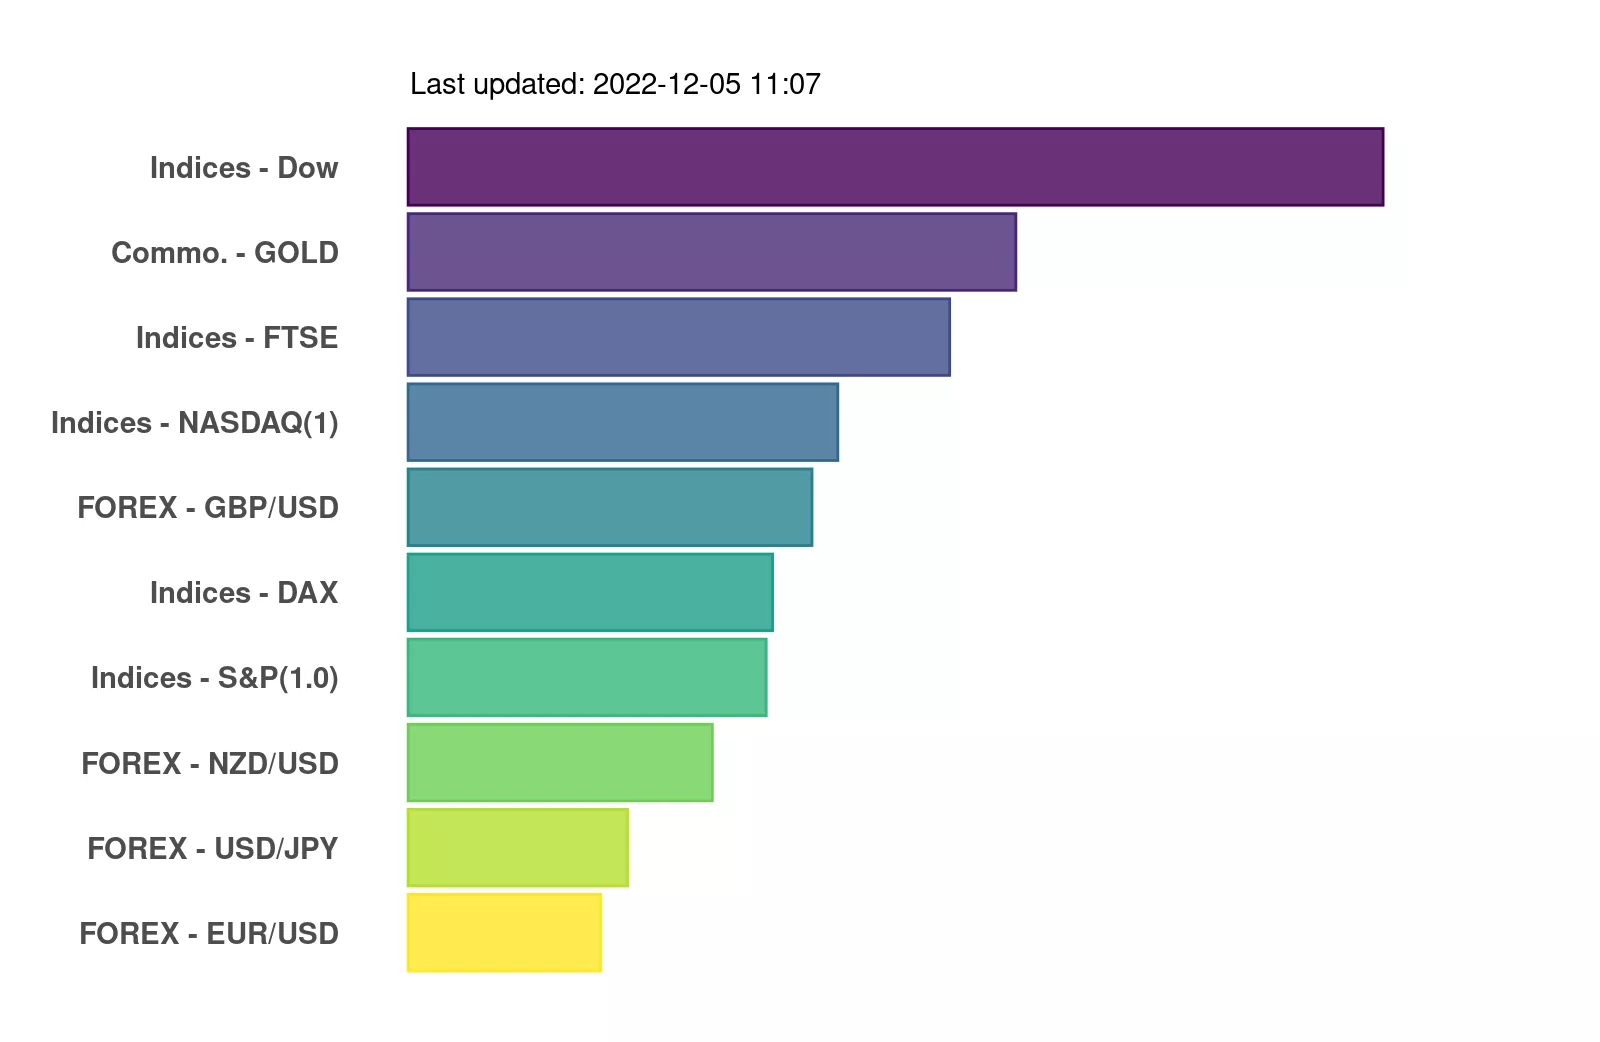 Last updated: 2022-12-05 11:07
Indices - Dow
Commo. - GOLD
Indices - FTSE
Indices - NASDAQ(1)
FOREX - GBP/USD
Indices - DAX
Indices - S&P(1.0)
FOREX - NZD/USD
FOREX - USD/JPY
FOREX - EUR/USD